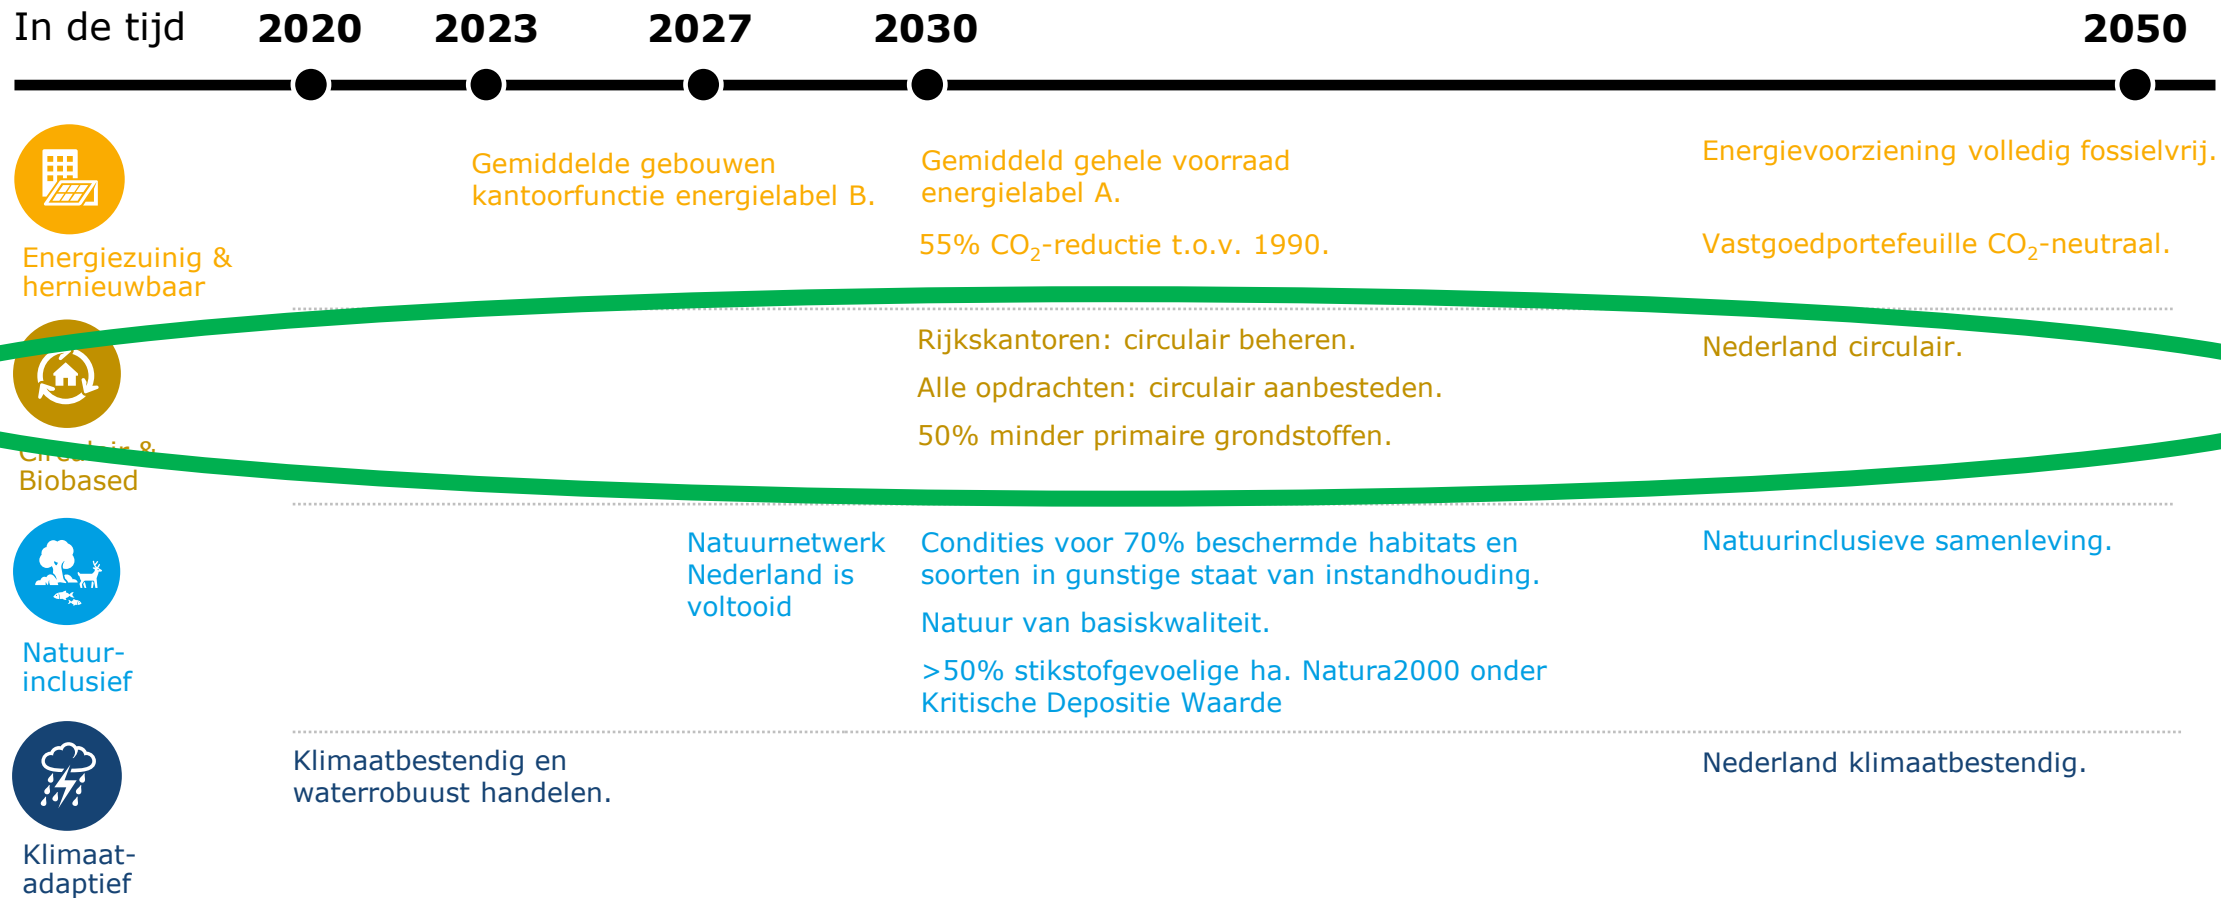 In de tijd 2020 2023 2027 2030 2050
Gemiddelde gebouwen
kantoorfunctie energielabel B.
Gemiddeld gehele voorraad
energielabel A.
55% CO₂-reductie t.o.v. 1990.
Energievoorziening volledig fossielvrij.
Vastgoedportefeuille CO₂-neutraal.
Energiezuinig &
hernieuwbaar
Rijkskantoren: circulair beheren.
Alle opdrachten: circulair aanbesteden.
50% minder primaire grondstoffen.
Nederland circulair.
Circulair &
Biobased
Natuurnetwerk
Nederland is
voltooid
Condities voor 70% beschermde habitats en
soorten in gunstige staat van instandhouding.
Natuur van basiskwaliteit.
>50% stikstofgevoelige ha. Natura2000 onder
Kritische Depositie Waarde
Natuurinclusieve samenleving.
Natuur-
inclusief
Klimaatbestendig en
waterrobuust handelen.
Nederland klimaatbestendig.
Klimaat-
adaptief